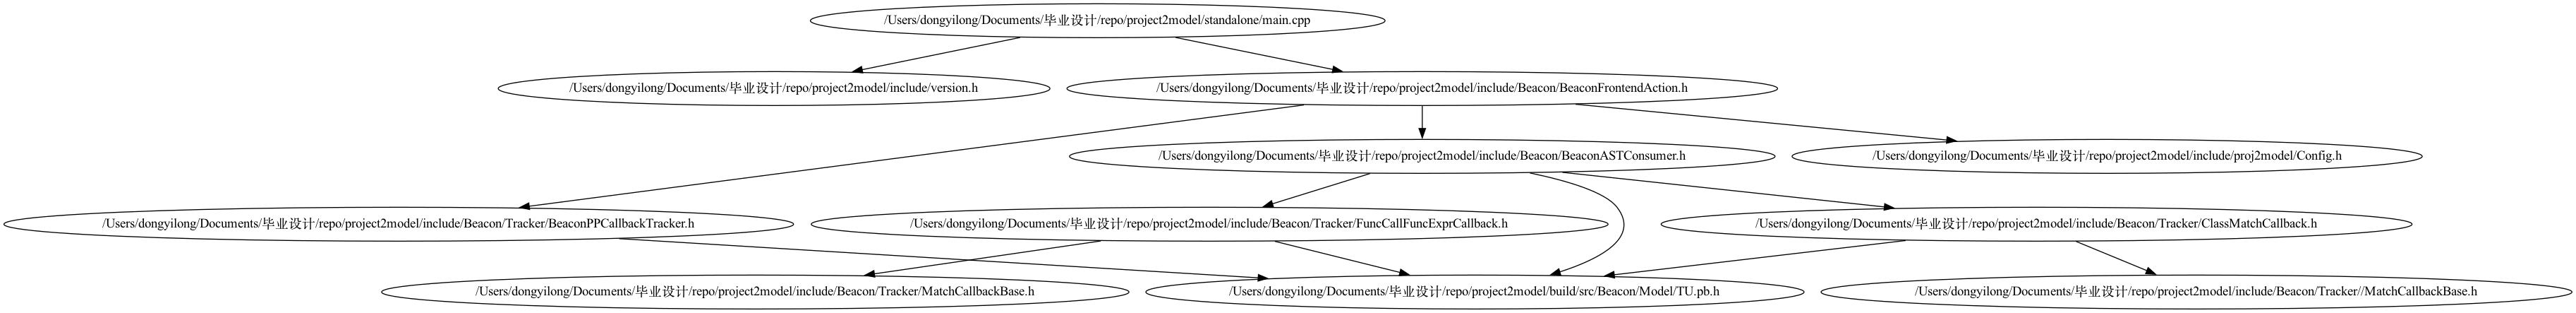 /Users/dongyilong/Documents/毕业设计/repo/project2model/standalone/main.cpp
/Users/dongyilong/Documents/毕业设计/repo/project2model/include/version.h
/Users/dongyilong/Documents/毕业设计/repo/project2model/include/Beacon/BeaconFrontendAction.h
/Users/dongyilong/Documents/毕业设计/repo/project2model/include/Beacon/BeaconASTConsumer.h
/Users/dongyilong/Documents/毕业设计/repo/project2model/include/proj2model/Config.h
/Users/dongyilong/Documents/毕业设计/repo/project2model/include/Beacon/Tracker/BeaconPPCallbackTracker.h
/Users/dongyilong/Documents/毕业设计/repo/project2model/include/Beacon/Tracker/FuncCallFuncExprCallback.h
/Users/dongyilong/Documents/毕业设计/repo/project2model/include/Beacon/Tracker/ClassMatchCallback.h
/Users/dongyilong/Documents/毕业设计/repo/project2model/include/Beacon/Tracker/MatchCallbackBase.h
/Users/dongyilong/Documents/毕业设计/repo/project2model/build/src/Beacon/Model/TU.pb.h
/Users/dongyilong/Documents/毕业设计/repo/project2model/include/Beacon/Tracker//MatchCallbackBase.h